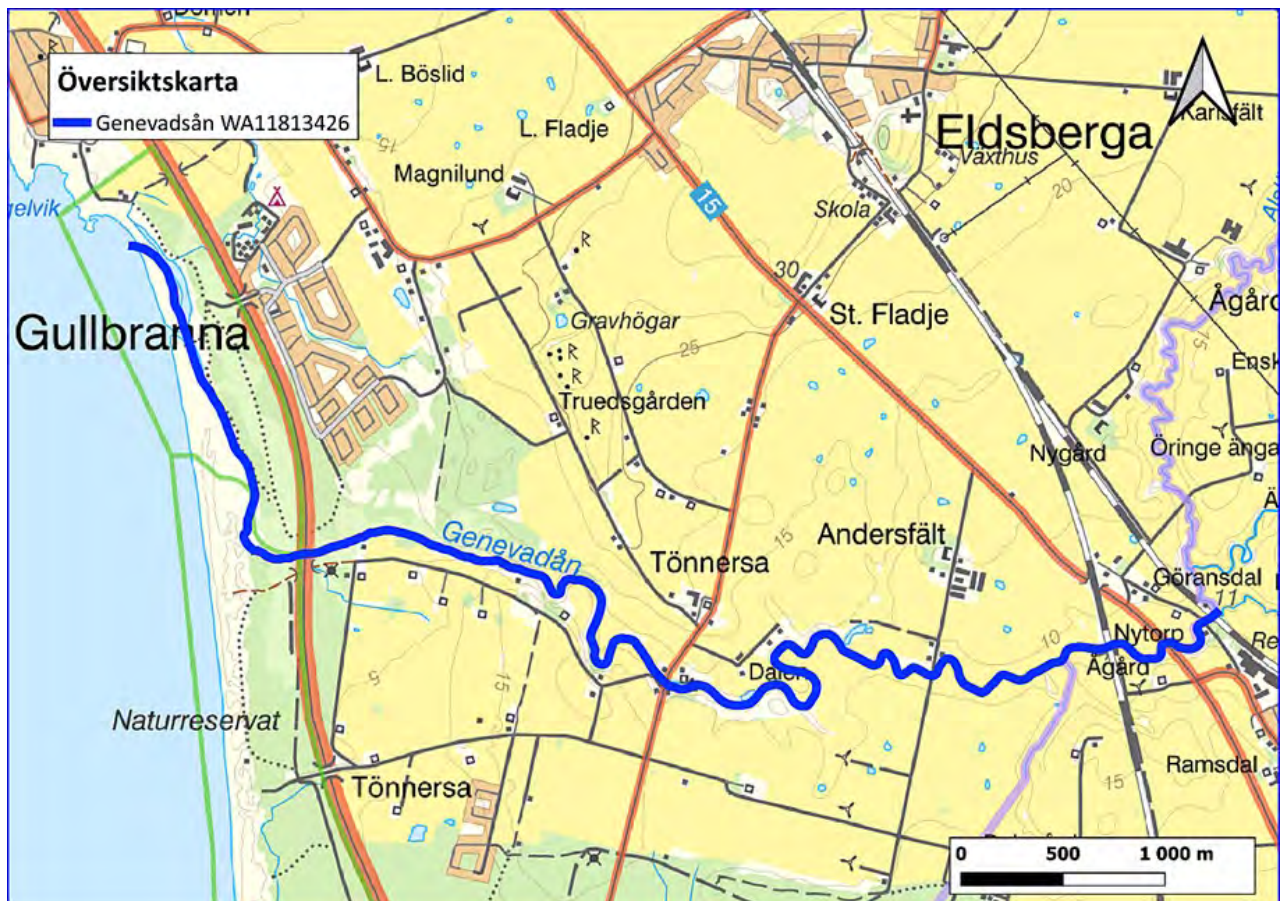 Översiktskarta
Genevadsån WA11813426
L. Böslid
L. Fladje
Magnilund
15
15
Eldsberga
Karlsfält
Växthus
20
Skola
30
St. Fladje
Gullbranna
Gravhögar
25
Truedsgården
R
R
R
R
R
15
Nygård
Öringe änga
Ågård
Ensk
Genevadån
Tönnersa
15
Andersfält
Göransdal
11
10
Nytorp
Ågård
Dalen
5
15
Naturreservat
Tönnersa
Ramsdal
15
0 500 1 000 m